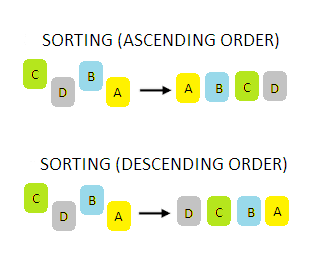 SORTING (ASCENDING ORDER)
C D B A A B C D
SORTING (DESCENDING ORDER)
C D B A D C B A